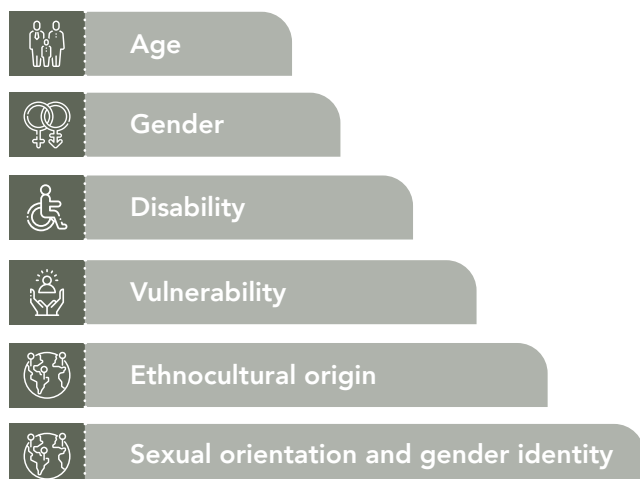 Age
Gender
Disability
Vulnerability
Ethnocultural origin
Sexual orientation and gender identity